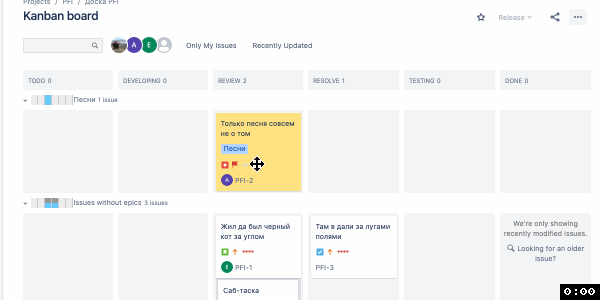 Projects / PFI / Доска PFI
Kanban board
Release
Only My Issues Recently Updated
TODO 0 DEVELOPING 0 REVIEW 2 RESOLVE 1 TESTING 0 DONE 0
Песни 1 issue
Только песня совсем
не о том
Песни
A PFI-2
Issues without epics 3 issues
Жил да был черный
кот за углом
E PFI-1
Саб-таска
Там в дали за лугами
полями
PFI-3
We're only showing
recently modified issues.
Looking for an older
issue?
A E
0:00